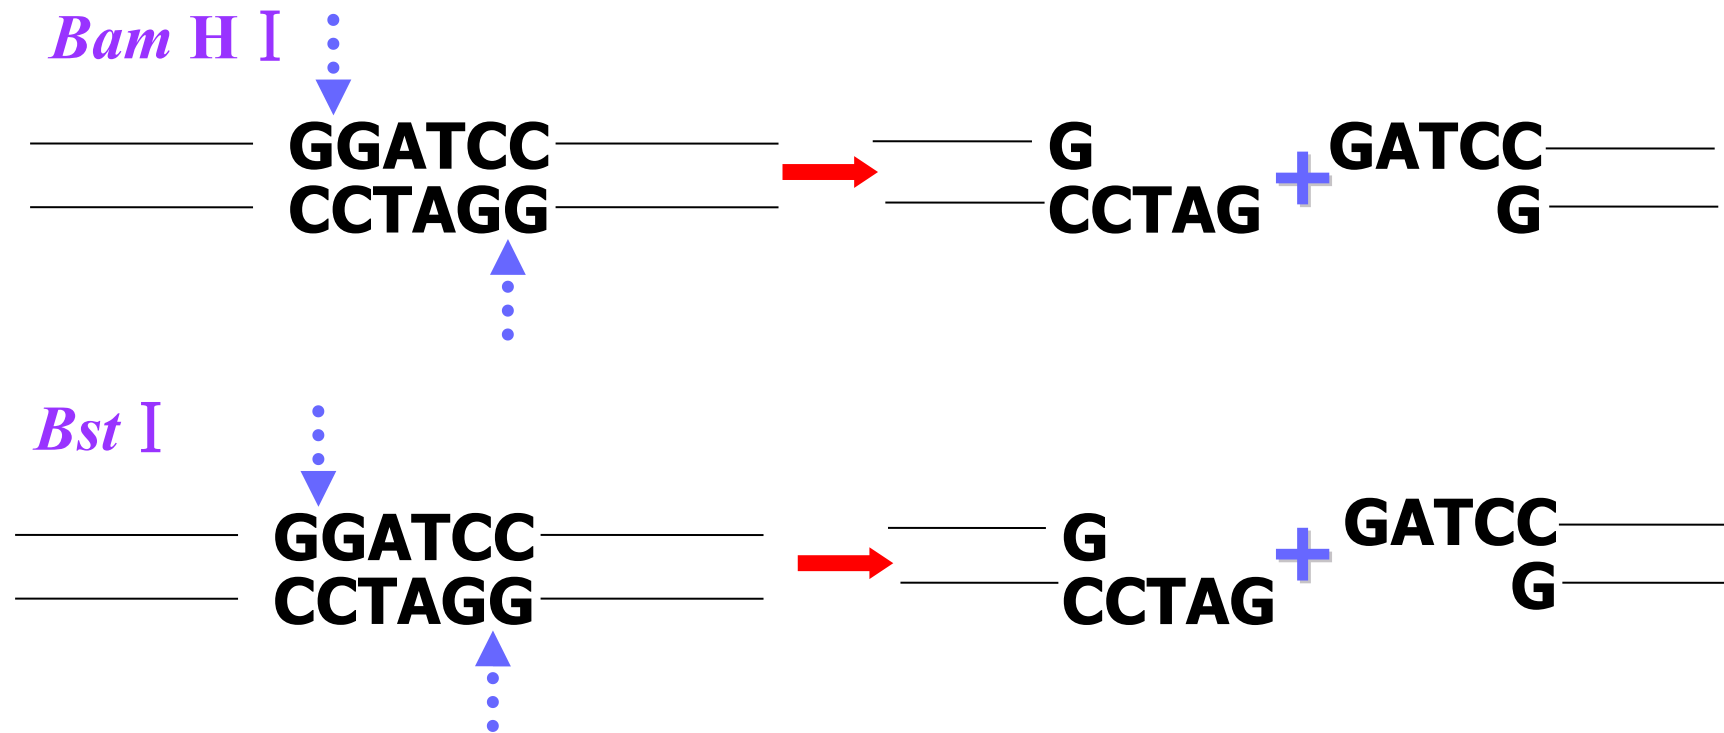 Bam H I
GGATCC G + GATCC
CCTAGG CCTAG G
Bst I
GGATCC G + GATCC
CCTAGG CCTAG G